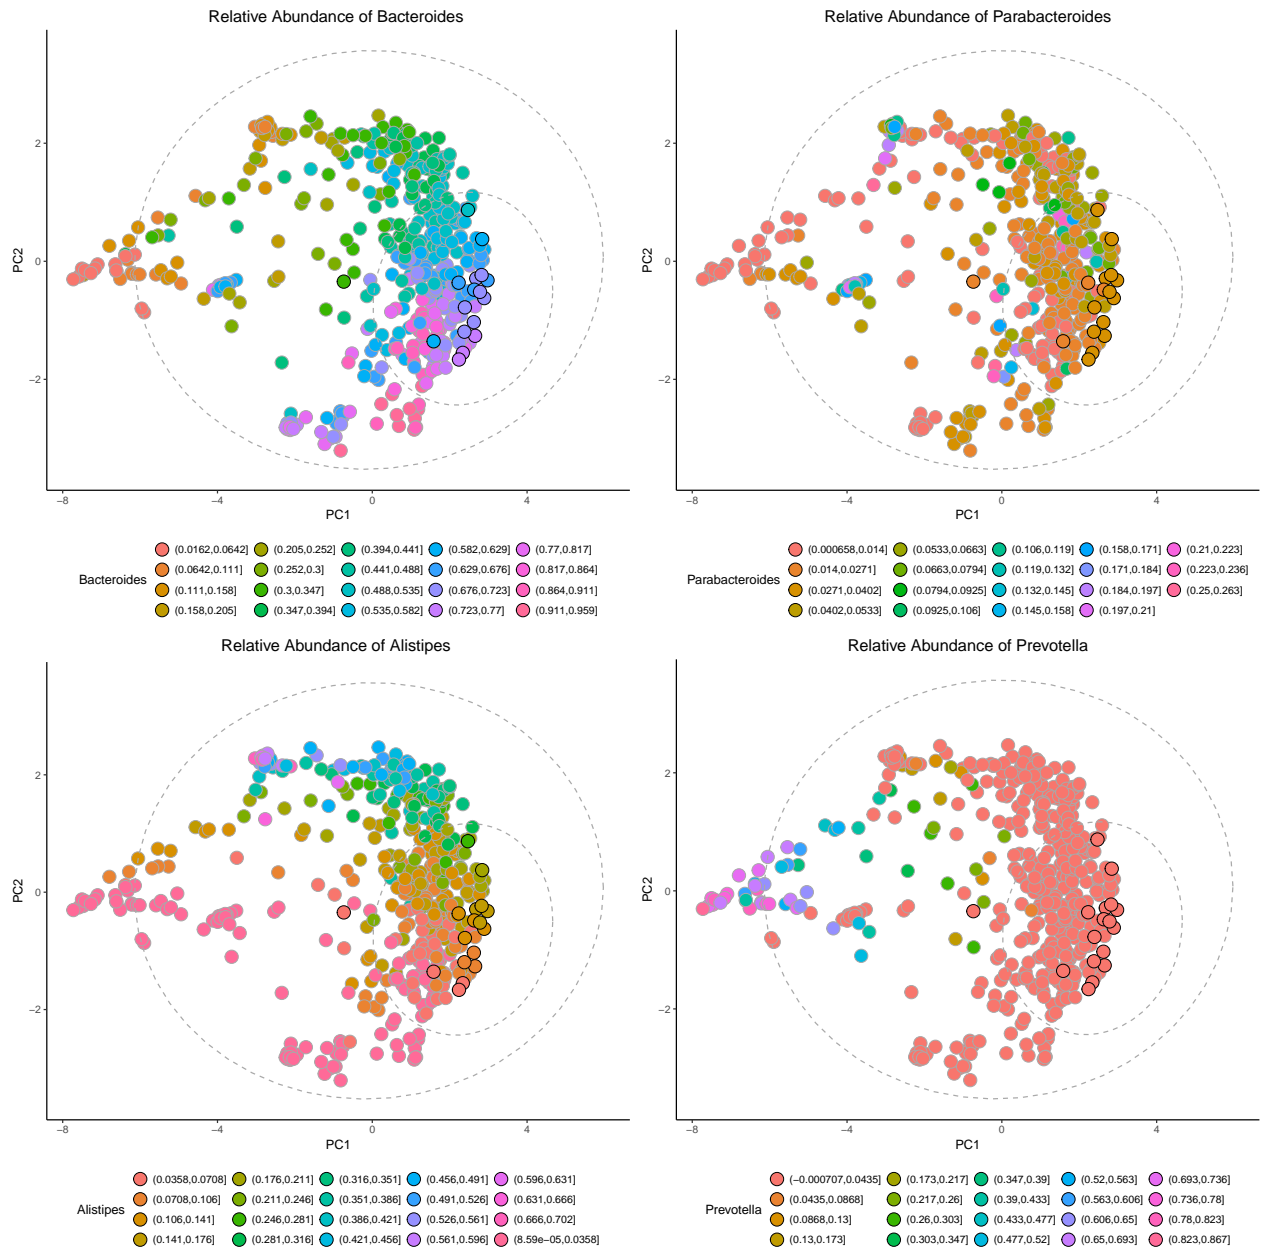 Relative Abundance of Bacteroides
PC2
2
0
−2
−8
−4
0
4
PC1
Bacteroides
(0.0162,0.0642] (0.205,0.252] (0.394,0.441] (0.582,0.629] (0.77,0.817]
(0.0642,0.111] (0.252,0.3] (0.441,0.488] (0.629,0.676] (0.817,0.864]
(0.111,0.158] (0.3,0.347] (0.488,0.535] (0.676,0.723] (0.864,0.911]
(0.158,0.205] (0.347,0.394] (0.535,0.582] (0.723,0.77] (0.911,0.959]
Relative Abundance of Parabacteroides
PC2
2
0
−2
−8
−4
0
4
PC1
Parabacteroides
(0.000658,0.014] (0.0533,0.0663] (0.106,0.119] (0.158,0.171] (0.21,0.223]
(0.014,0.0271] (0.0663,0.0794] (0.119,0.132] (0.171,0.184] (0.223,0.236]
(0.0271,0.0402] (0.0794,0.0925] (0.132,0.145] (0.184,0.197] (0.25,0.263]
(0.0402,0.0533] (0.0925,0.106] (0.145,0.158] (0.197,0.21]
Relative Abundance of Alistipes
PC2
2
0
−2
−8
−4
0
4
PC1
Alistipes
(0.0358,0.0708] (0.176,0.211] (0.316,0.351] (0.456,0.491] (0.596,0.631]
(0.0708,0.106] (0.211,0.246] (0.351,0.386] (0.491,0.526] (0.631,0.666]
(0.106,0.141] (0.246,0.281] (0.386,0.421] (0.526,0.561] (0.666,0.702]
(0.141,0.176] (0.281,0.316] (0.421,0.456] (0.561,0.596] (8.59e−05,0.0358]
Relative Abundance of Prevotella
PC2
2
0
−2
−8
−4
0
4
PC1
Prevotella
(−0.000707,0.0435] (0.173,0.217] (0.347,0.39] (0.52,0.563] (0.693,0.736]
(0.0435,0.0868] (0.217,0.26] (0.39,0.433] (0.563,0.606] (0.736,0.78]
(0.0868,0.13] (0.26,0.303] (0.433,0.477] (0.606,0.65] (0.78,0.823]
(0.13,0.173] (0.303,0.347] (0.477,0.52] (0.65,0.693] (0.823,0.867]